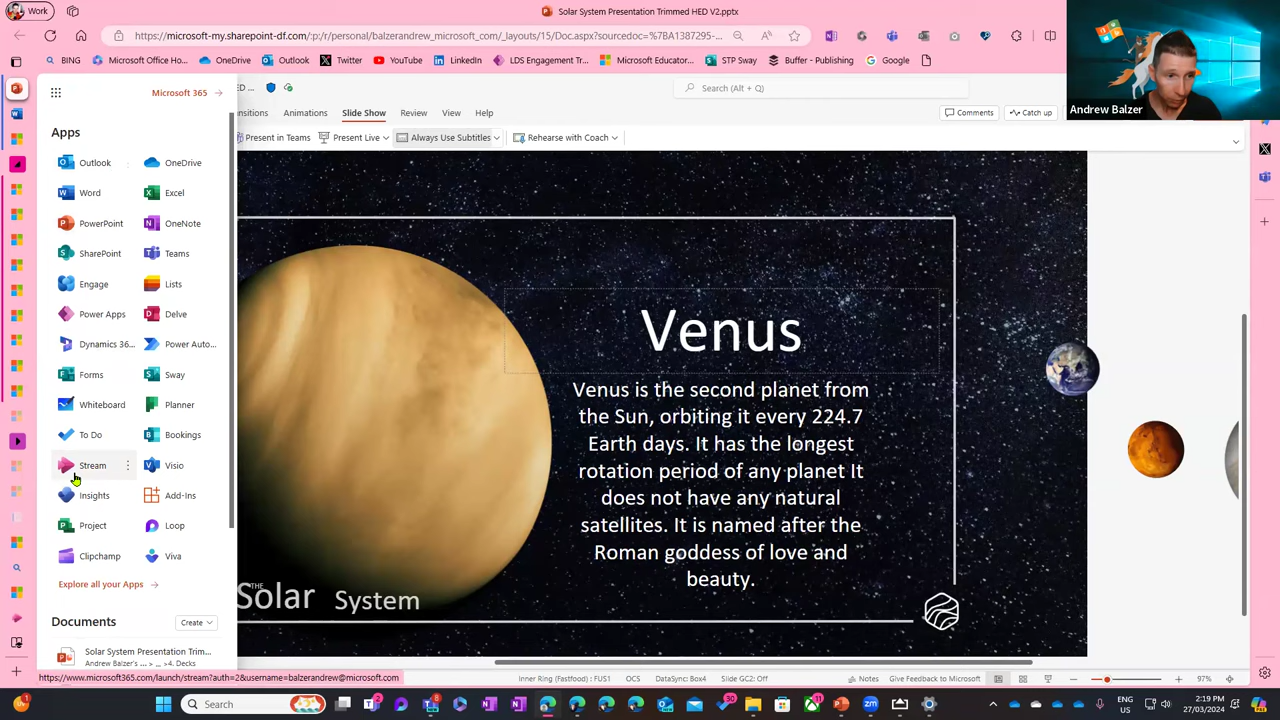 Work
Solar System Presentation Trimmed HED V2.pptx
https://microsoft-my.sharepoint-df.com/:p:/r/personal/balzerandrew_microsoft_com/_layouts/15/Doc.aspx?sourcedoc=%7BA1387295-...
BING
Microsoft Office Ho...
OneDrive
Outlook
Twitter
YouTube
LinkedIn
LDS Engagement Tr...
Microsoft Educator...
STP Sway
Buffer - Publishing
Google
Andrew Balzer
Microsoft 365
ED ...
Search (Alt + Q)
nsitions
Animations
Slide Show
Review
View
Help
Comments
Catch up
Present in Teams
Present Live
Always Use Subtitles
Rehearse with Coach
Apps
Outlook
OneDrive
Word
Excel
PowerPoint
OneNote
SharePoint
Teams
Engage
Lists
Power Apps
Delve
Dynamics 36...
Power Auto...
Forms
Sway
Whiteboard
Planner
To Do
Bookings
Stream
Visio
Insights
Add-Ins
Project
Loop
Clipchamp
Viva
Explore all your Apps
Documents
Create
Solar System Presentation Trim...
Andrew Balzer's ... > ... >4. Decks
https://www.microsoft365.com/launch/stream?auth=2&username=balzerandrew@microsoft.com
Venus
Venus is the second planet from
the Sun, orbiting it every 224.7
Earth days. It has the longest
rotation period of any planet It
does not have any natural
satellites. It is named after the
Roman goddess of love and
beauty.
THE
Solar System
Inner Ring (Fastfood) : FUS1
OCS
DataSync: Box4
Slide GC2: Off
Notes
Give Feedback to Microsoft
97%
Search
ENG
US
2:19 PM
27/03/2024